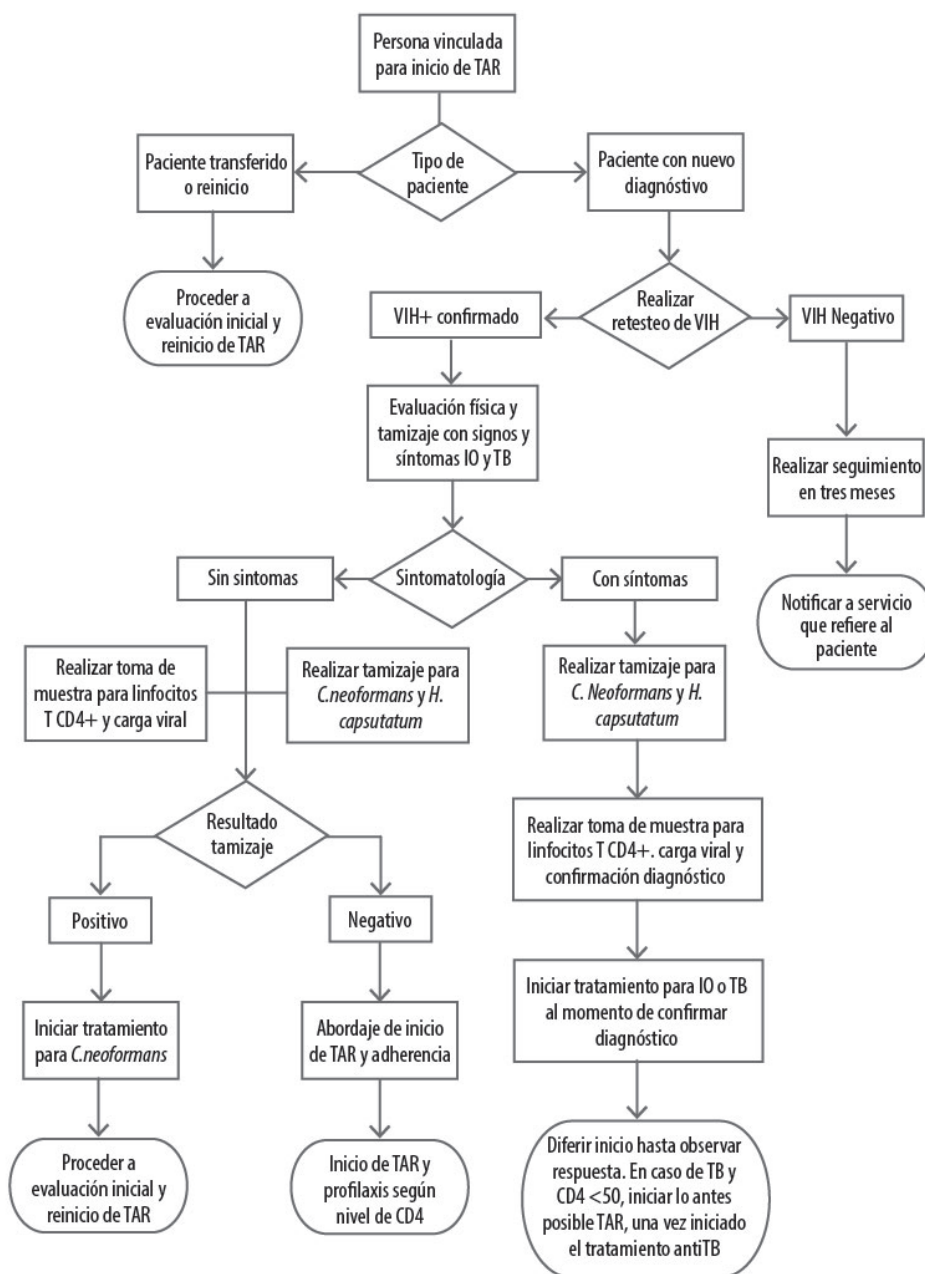 Persona vinculada
para inicio de TAR
Tipo de
paciente
Paciente transferido
o reinicio
Paciente con nuevo
diagnóstivo
Proceder a
evaluación inicial y
reinicio de TAR
Realizar
retesteo de VIH
VIH+ confirmado
VIH Negativo
Evaluación física y
tamizaje con signos y
síntomas IO y TB
Realizar seguimiento
en tres meses
Sintomatología
Sin sintomas
Con síntomas
Notificar a servicio
que refiere al
paciente
Realizar toma de
muestra para linfocitos
T CD4+ y carga viral
Realizar tamizaje para
C.neoformans y H.
capsutatum
Realizar tamizaje para
C. Neoformans y H.
capsutatum
Resultado
tamizaje
Realizar toma de muestra para
linfocitos T CD4+. carga viral y
confirmación diagnóstico
Positivo
Negativo
Iniciar tratamiento
para C.neoformans
Abordaje de inicio
de TAR y adherencia
Iniciar tratamiento para IO o TB
al momento de confirmar
diagnóstico
Proceder a
evaluación inicial y
reinicio de TAR
Inicio de TAR y
profilaxis según
nivel de CD4
Diferir inicio hasta observar
respuesta. En caso de TB y
CD4 <50, iniciar lo antes
posible TAR, una vez iniciado
el tratamiento antiTB